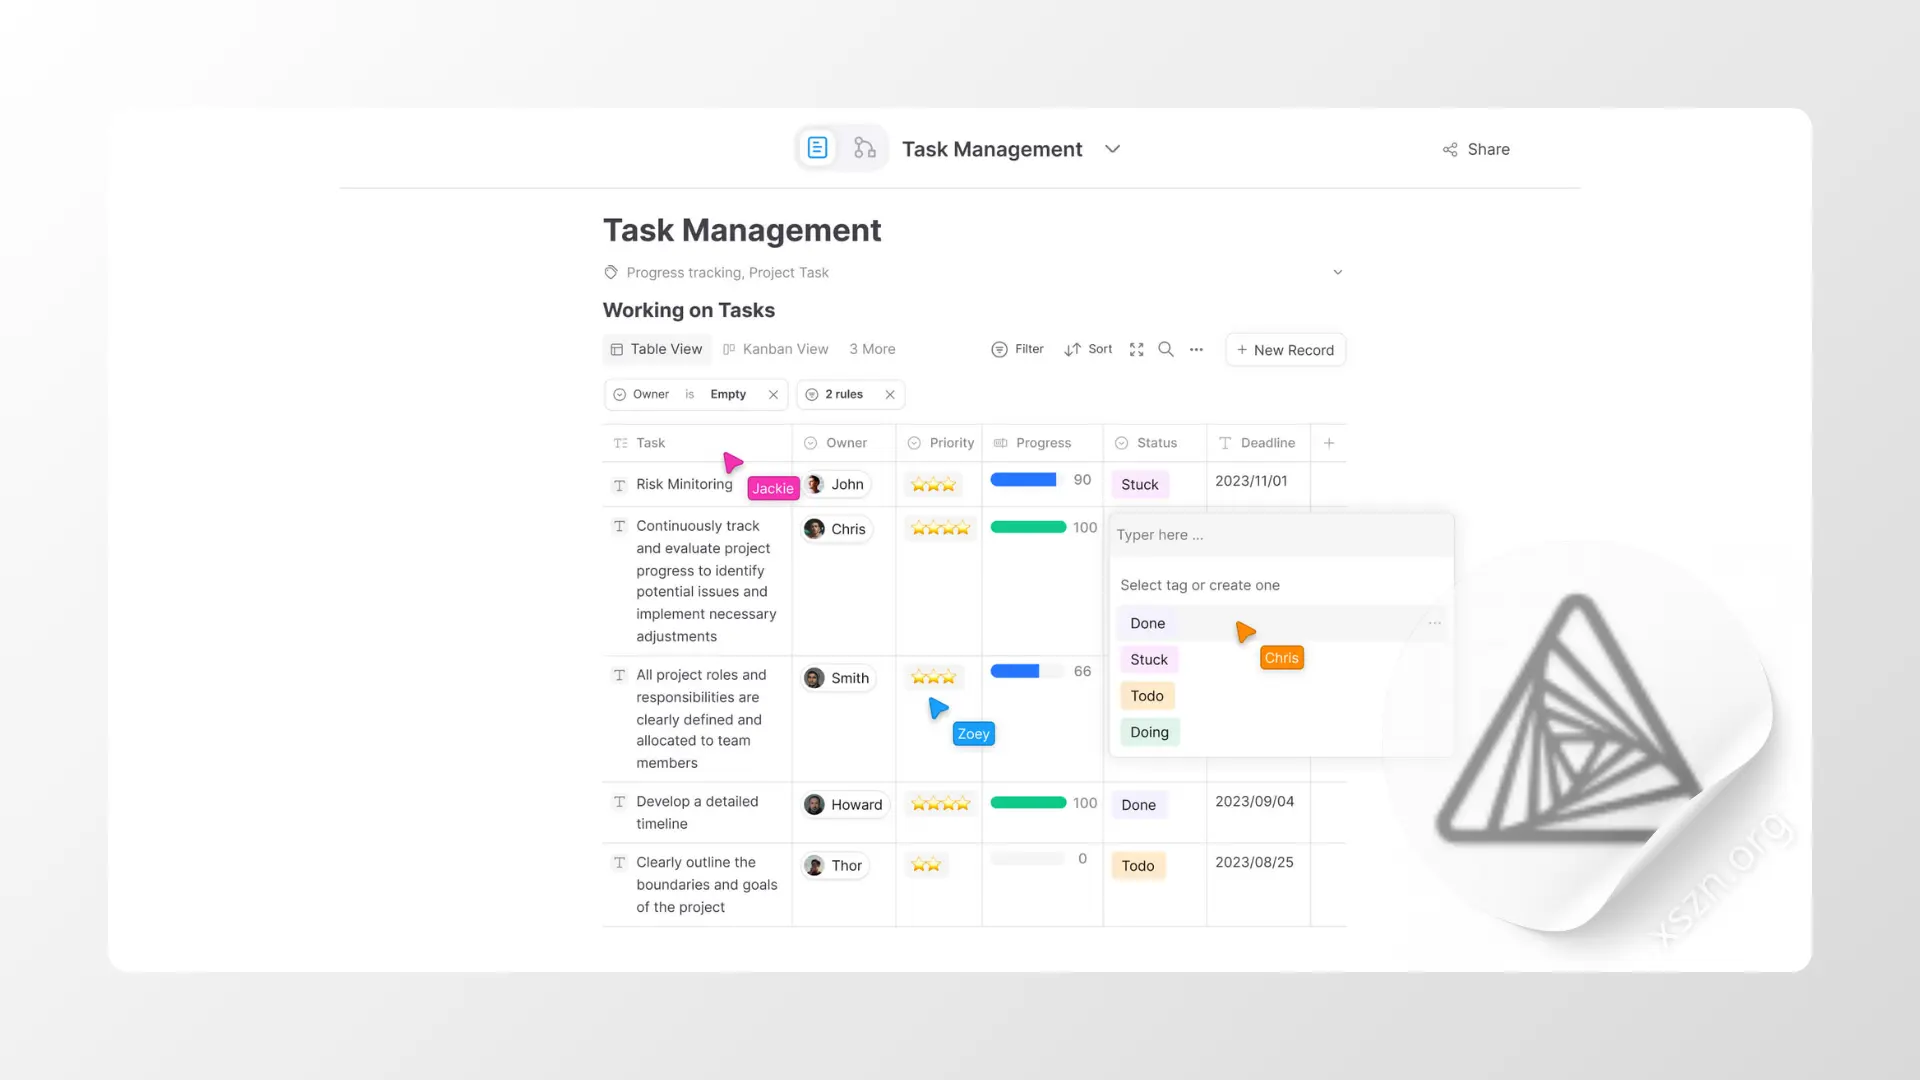 Task Management
Share
Task Management
Progress tracking, Project Task
Working on Tasks
Table View
Kanban View
3 More
Filter
Sort
+ New Record
Owner is Empty
2 rules
Task
Owner
Priority
Progress
Status
Deadline
Risk Minitoring
Jackie
John
90
Stuck
2023/11/01
Continuously track
and evaluate project
progress to identify
potential issues and
implement necessary
adjustments
Chris
100
Typer here ...
Select tag or create one
Done
Chris
Stuck
Todo
Doing
All project roles and
responsibilities are
clearly defined and
allocated to team
members
Smith
66
Zoey
Develop a detailed
timeline
Howard
100
Done
2023/09/04
Clearly outline the
boundaries and goals
of the project
Thor
0
Todo
2023/08/25
xszn.org